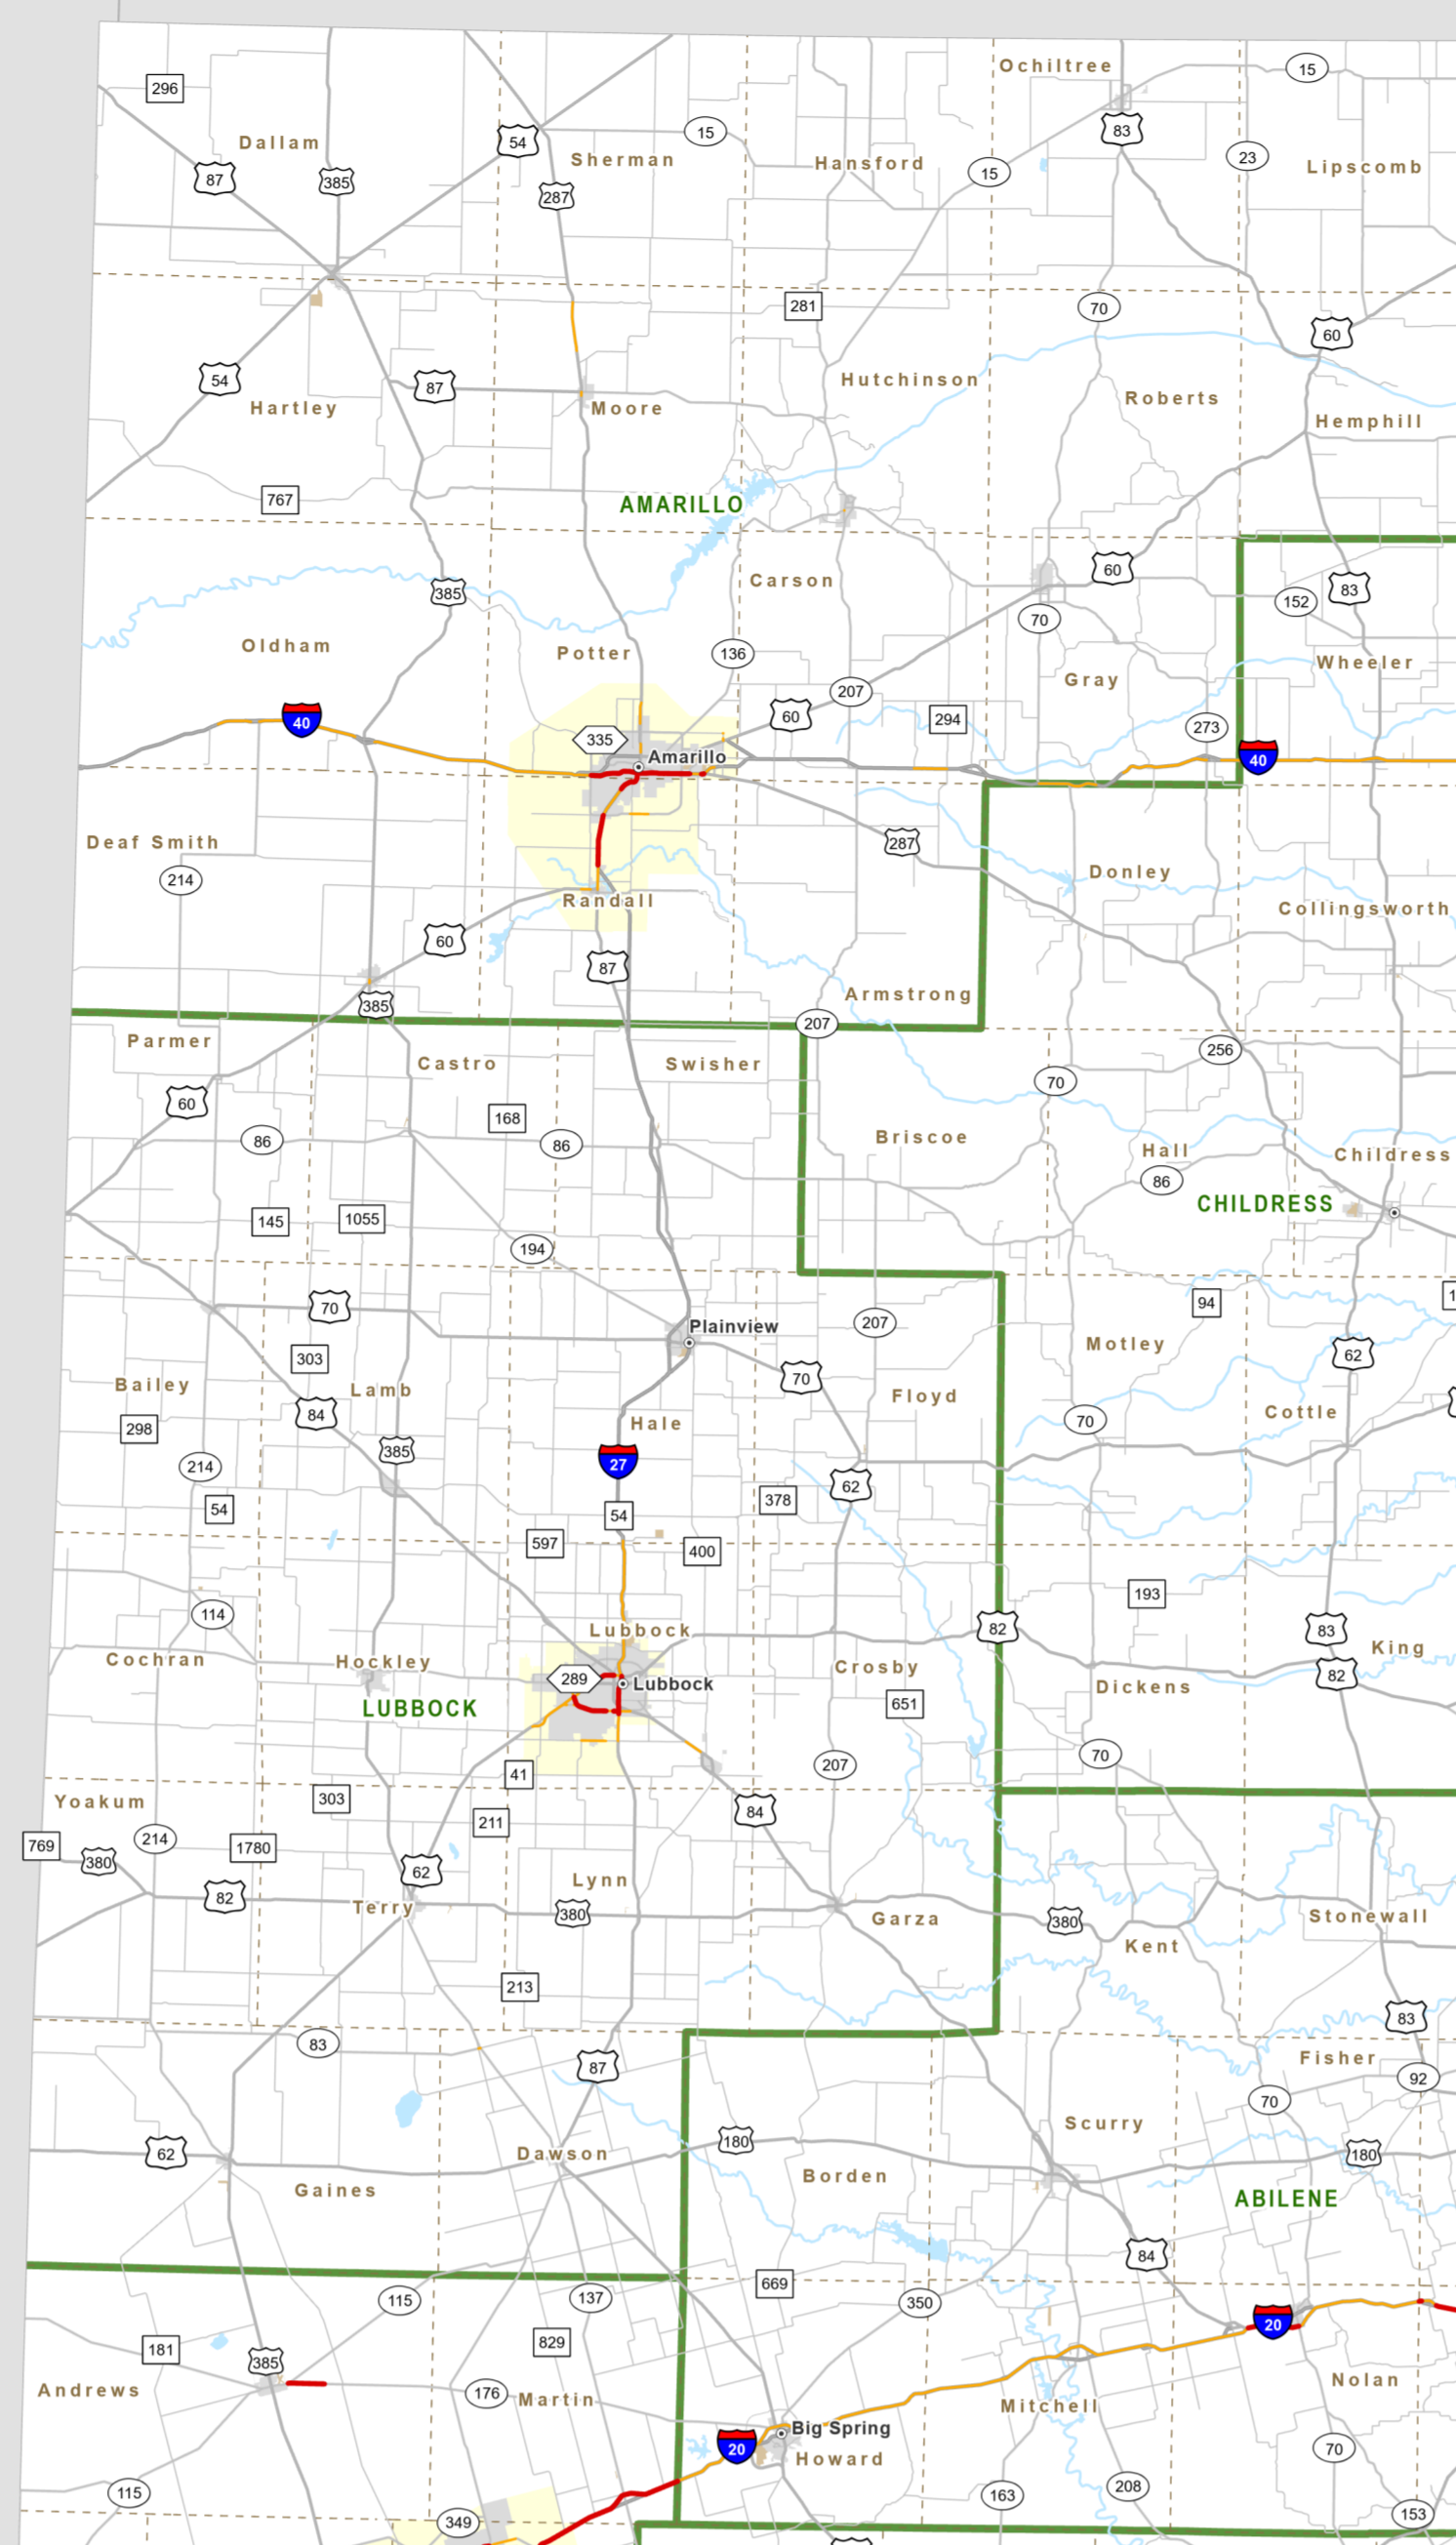 Ochiltree
15
296
83
15
54
Dallam
Sherman
23
Hansford
Lipscomb
15
87
385
287
281
70
60
54
Hutchinson
87
Roberts
Hartley
Moore
Hemphill
767
AMARILLO
60
Carson
385
83
152
70
Oldham
Potter
136
Wheeler
Gray
207
60
294
40
273
335
Amarillo
40
Deaf Smith
287
Donley
214
Randall
Collingsworth
60
87
Armstrong
385
207
Parmer
256
Castro
Swisher
70
60
168
86
86
Briscoe
Hall
Childress
86
CHILDRESS
145
1055
194
94
70
207
Plainview
Motley
62
303
70
Bailey
Lamb
Floyd
84
Cottle
298
Hale
70
385
27
214
62
378
54
54
597
400
193
114
82
83
Lubbock
King
Cochran
Hockley
Crosby
82
289
Lubbock
Dickens
LUBBOCK
651
70
207
41
Yoakum
303
84
211
214
769
1780
380
62
Lynn
82
Terry
380
Garza
380
Stonewall
Kent
213
83
83
87
Fisher
92
70
Scurry
180
62
Dawson
180
Borden
Gaines
ABILENE
84
669
115
137
350
20
829
181
385
Nolan
Andrews
176
Martin
Mitchell
Big Spring
20
70
Howard
208
115
163
153
349